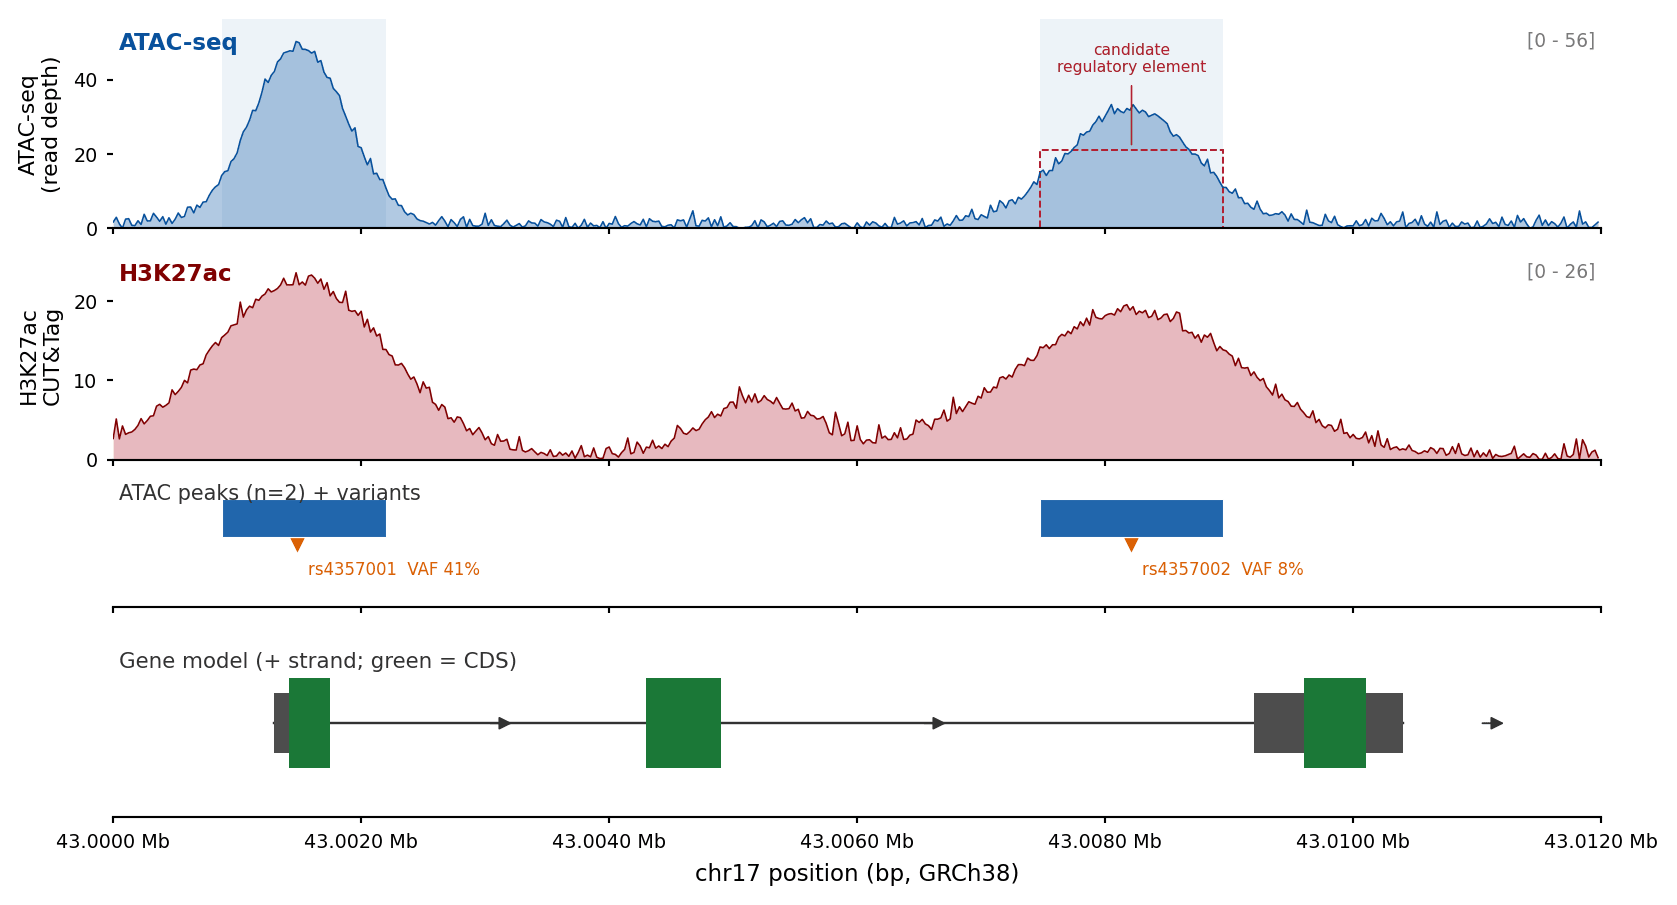 ATAC-seq
[0 - 56]
candidate
regulatory element
ATAC-seq
(read depth)
40
20
0
H3K27ac
[0 - 26]
H3K27ac
CUT&Tag
20
10
0
ATAC peaks (n=2) + variants
rs4357001 VAF 41%
rs4357002 VAF 8%
Gene model (+ strand; green = CDS)
43.0000 Mb
43.0020 Mb
43.0040 Mb
43.0060 Mb
43.0080 Mb
43.0100 Mb
43.0120 Mb
chr17 position (bp, GRCh38)